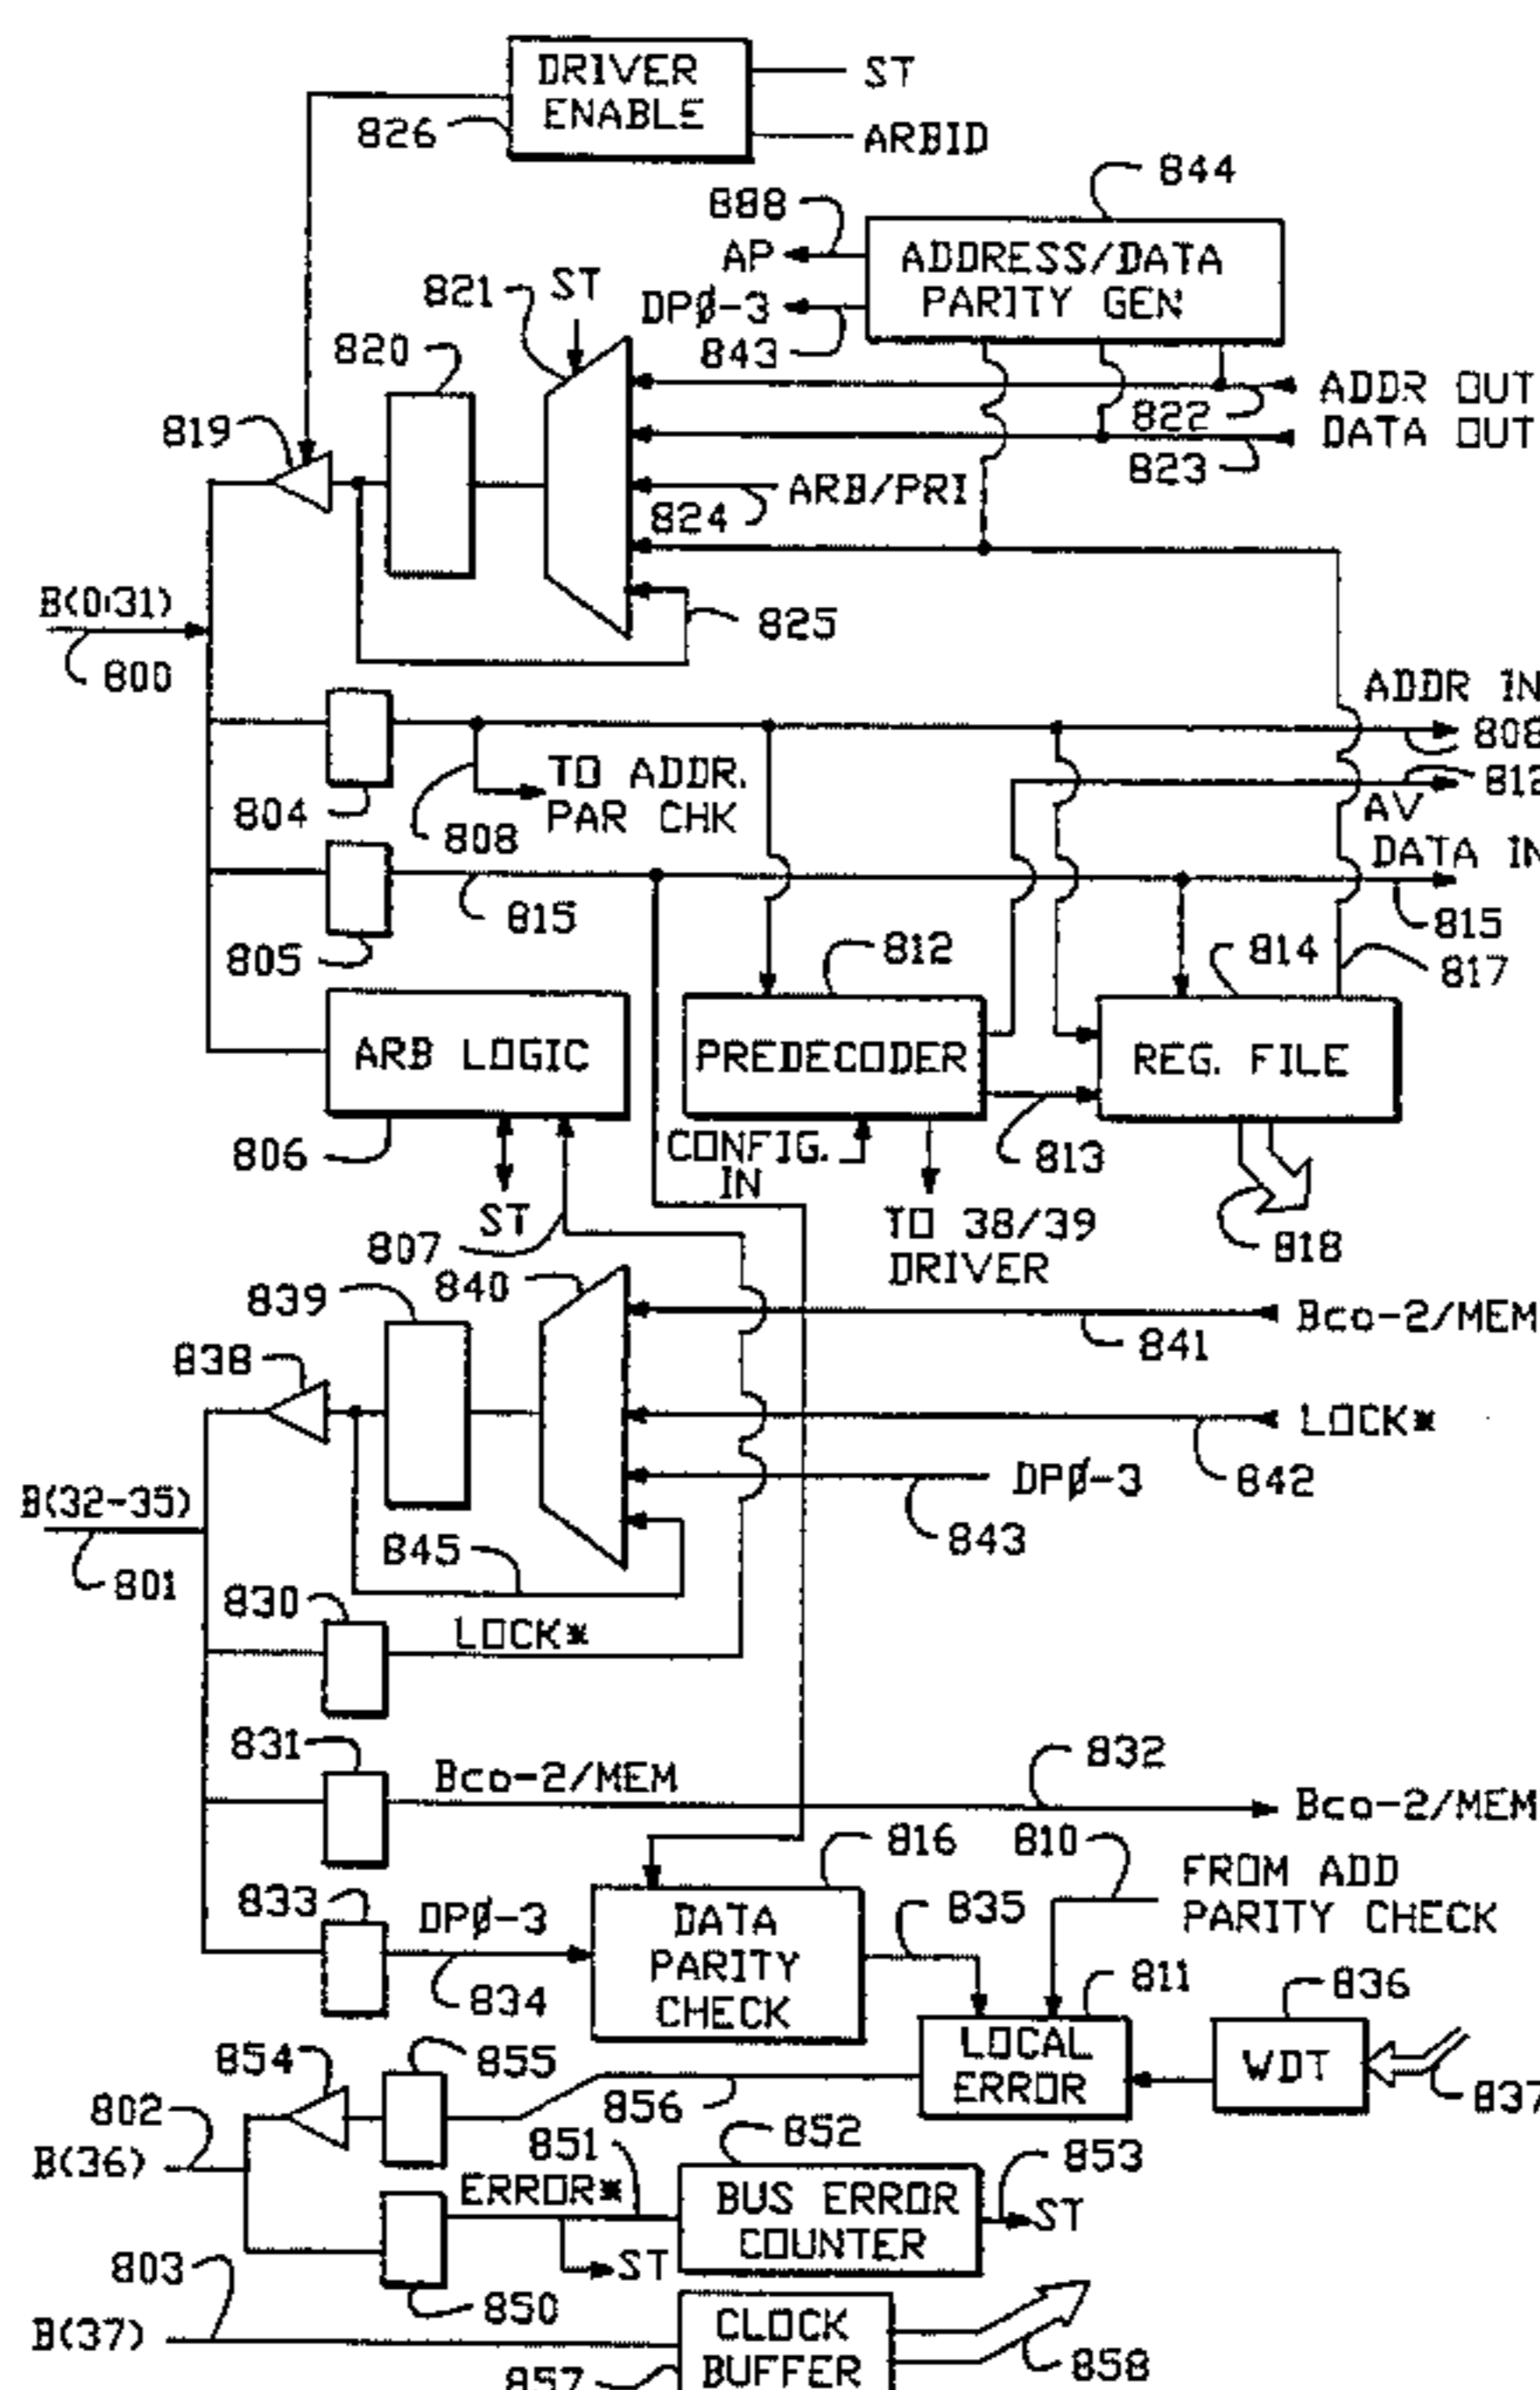 DRIVER
ENABLE
ST
ARBID
826
844
888
AP
ADDRESS/DATA
PARITY GEN
821
ST
DPØ-3
843
820
ADDR OUT
822
DATA OUT
823
819
ARB/PRI
824
B(0:31)
800
825
ADDR IN
808
TO ADDR.
PAR CHK
804
808
812
AV
DATA IN
815
815
805
812
814
817
ARB LOGIC
PREDECODER
REG. FILE
806
CONFIG.
IN
813
ST
807
TO 38/39
DRIVER
818
839
840
Bco-2/MEM
841
838
LOCK*
842
B(32-35)
DPØ-3
843
801
845
830
LOCK*
831
Bco-2/MEM
832
Bco-2/MEM
816
810
FROM ADD
PARITY CHECK
833
DPØ-3
834
DATA
PARITY
CHECK
835
811
836
LOCAL
ERROR
WDT
837
854
855
856
802
B(36)
851
852
853
ERROR*
BUS ERROR
COUNTER
ST
ST
803
850
B(37)
CLOCK
BUFFER
857
858